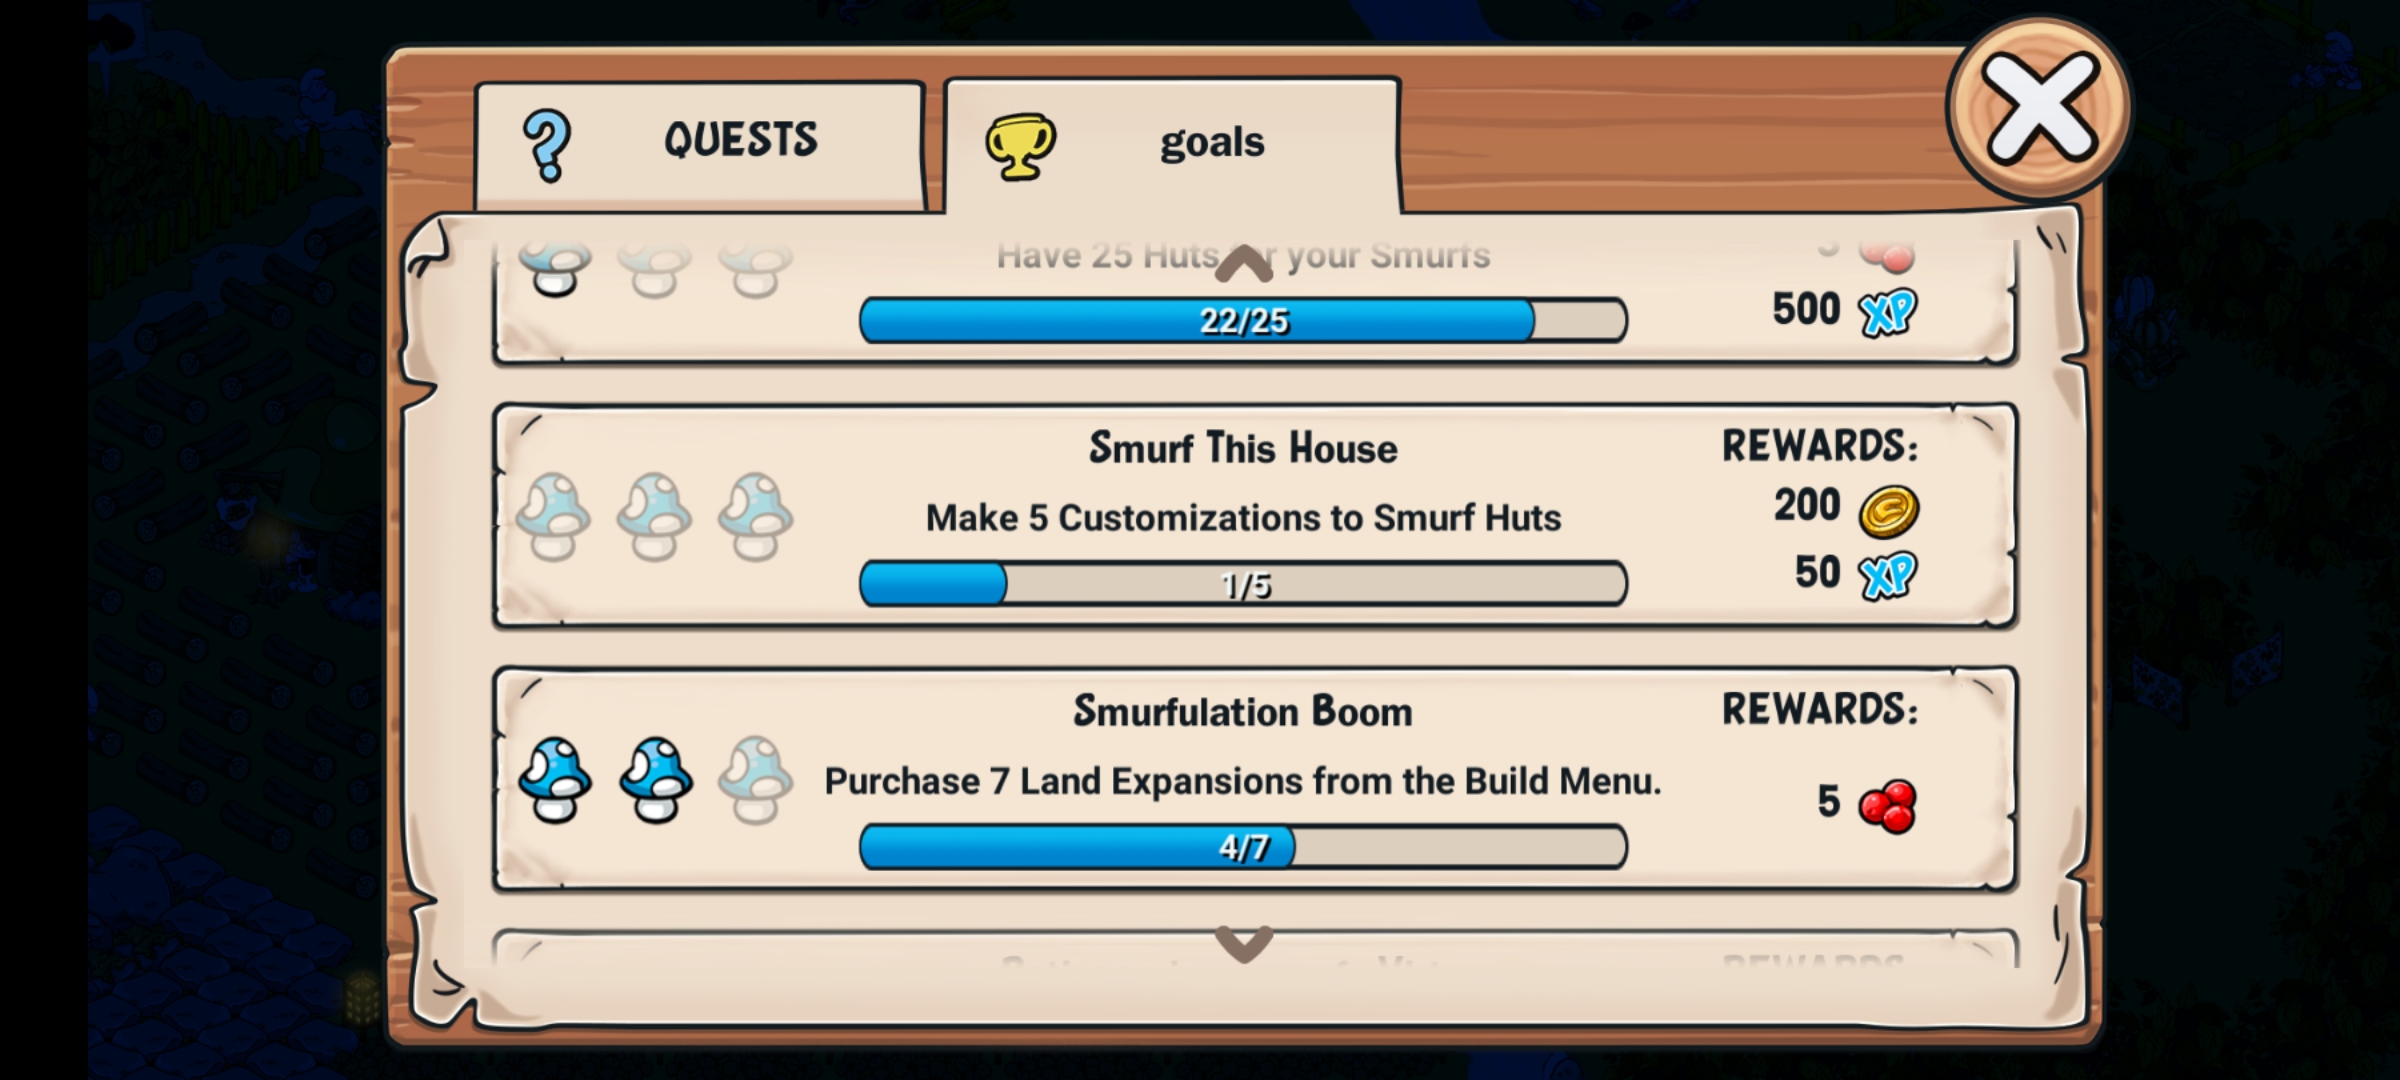 QUESTS
goals
Have 25 Huts for your Smurfs
22/25
500 XP
Smurf This House
Make 5 Customizations to Smurf Huts
1/5
REWARDS:
200
50 XP
Smurfulation Boom
Purchase 7 Land Expansions from the Build Menu.
4/7
REWARDS:
5
REWARDS